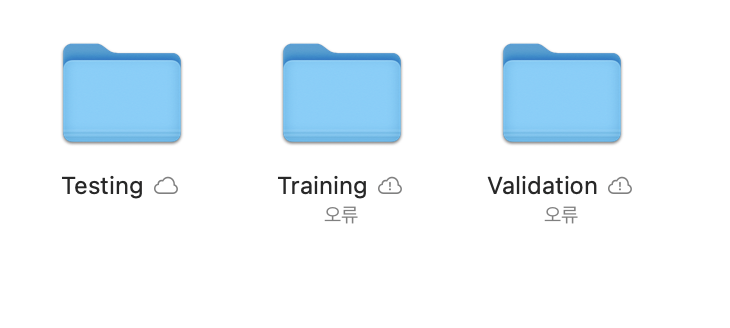 Testing
Training
오류
Validation
오류